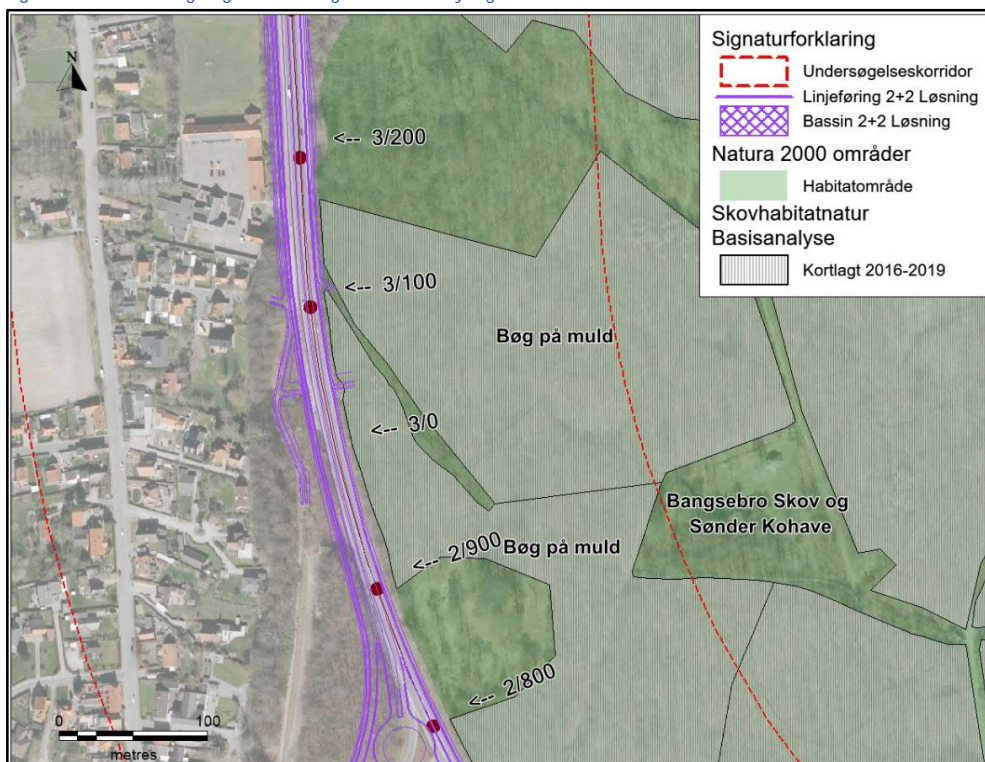 N
Signaturforklaring
Undersøgelseskorridor
Linjeføring 2+2 Løsning
Bassin 2+2 Løsning
Natura 2000 områder
Habitatområde
Skovhabitatnatur
Basisanalyse
Kortlagt 2016-2019
<-- 3/200
<-- 3/100
Bøg på muld
<-- 3/0
Bangsebro Skov og
Sønder Kohave
<-- 2/900
Bøg på muld
<-- 2/800
0 100
metres